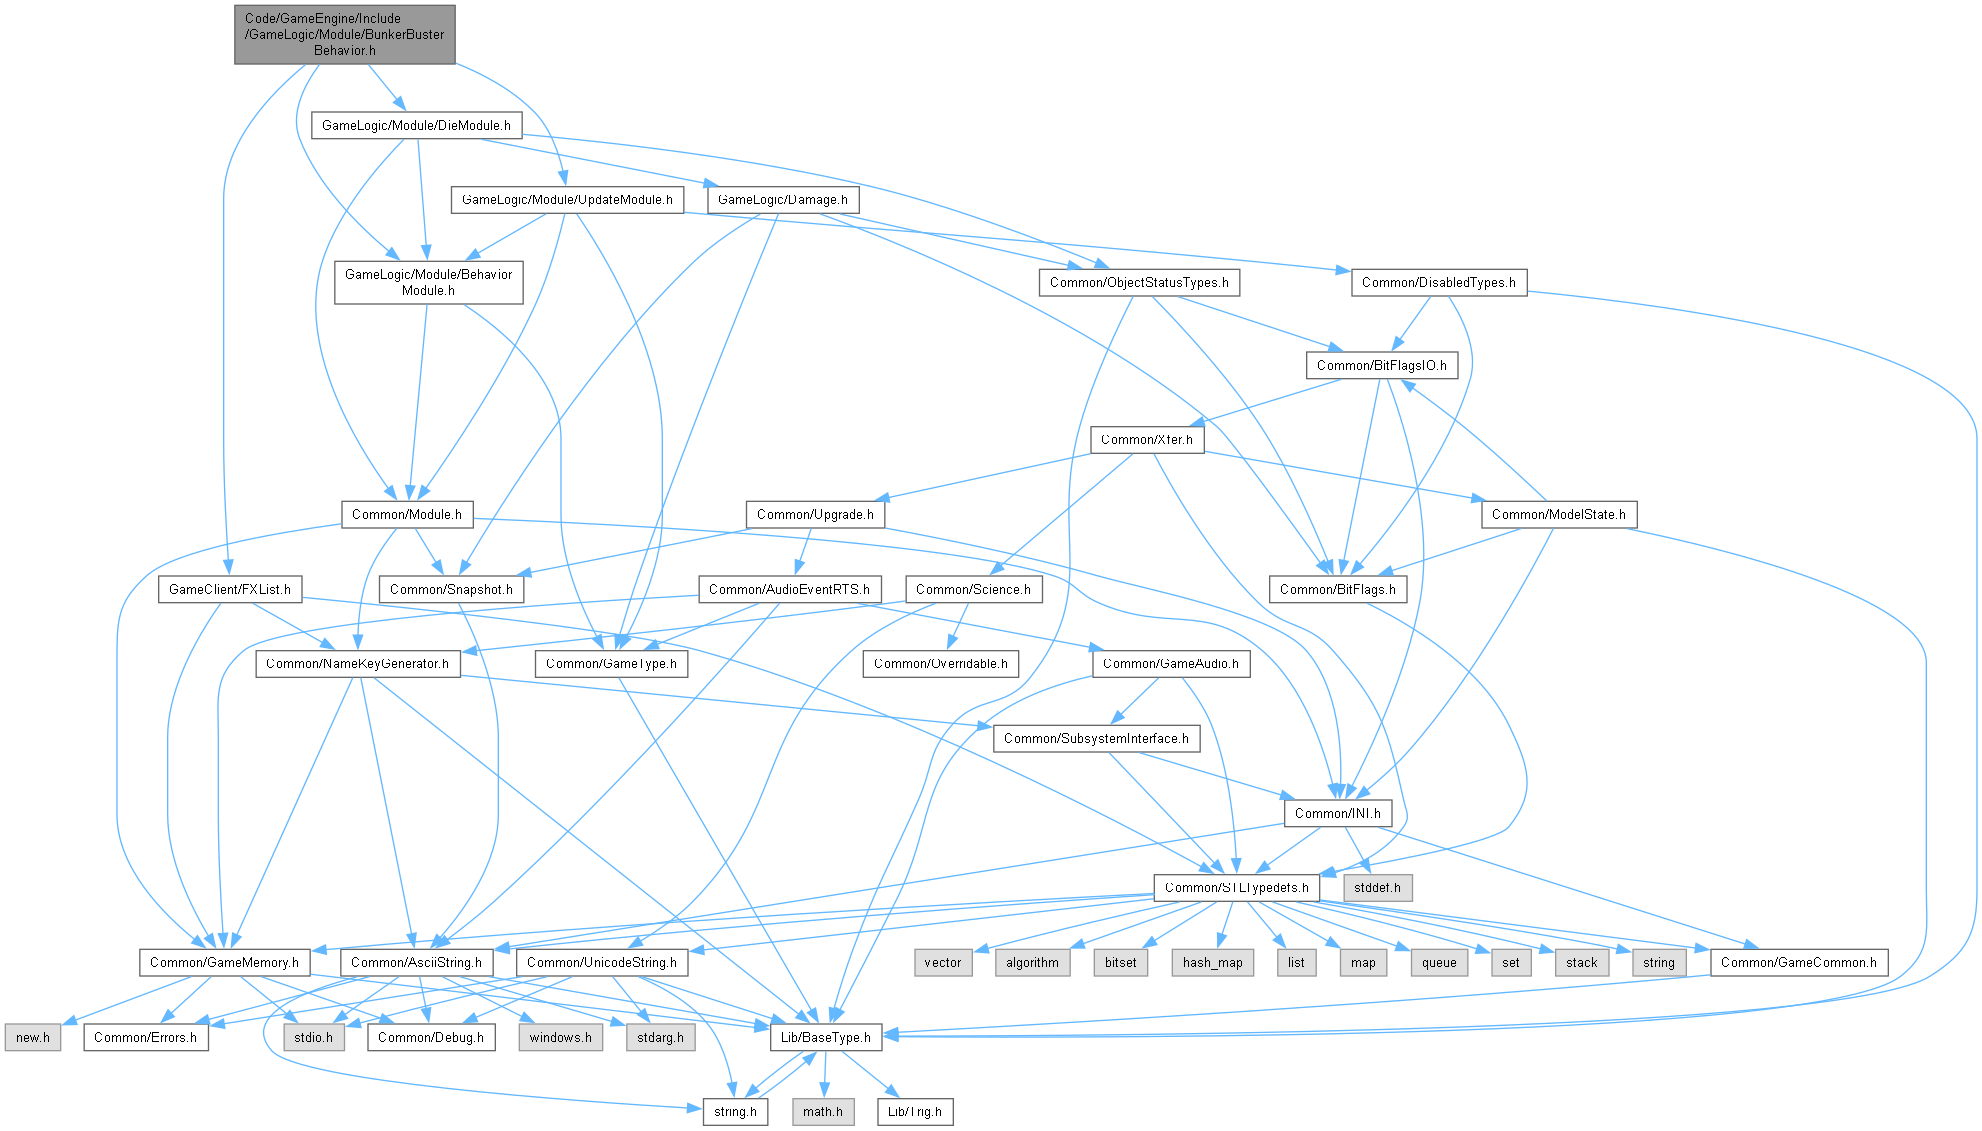 Code/GameEngine/Include
/GameLogic/Module/BunkerBuster
Behavior.h
GameLogic/Module/DieModule.h
GameLogic/Module/UpdateModule.h
GameLogic/Damage.h
GameLogic/Module/Behavior
Module.h
Common/ObjectStatusTypes.h
Common/DisabledTypes.h
Common/BitFlagsIO.h
Common/Xfer.h
Common/Module.h
Common/Upgrade.h
Common/ModelState.h
GameClient/FXList.h
Common/Snapshot.h
Common/AudioEventRTS.h
Common/Science.h
Common/BitFlags.h
Common/NameKeyGenerator.h
Common/GameType.h
Common/Overridable.h
Common/GameAudio.h
Common/SubsystemInterface.h
Common/INI.h
Common/STLTypedefs.h
stddef.h
Common/GameMemory.h
Common/AsciiString.h
Common/UnicodeString.h
vector
algorithm
bitset
hash_map
list
map
queue
set
stack
string
Common/GameCommon.h
new.h
Common/Errors.h
stdio.h
Common/Debug.h
windows.h
stdarg.h
Lib/BaseType.h
string.h
math.h
Lib/Trig.h